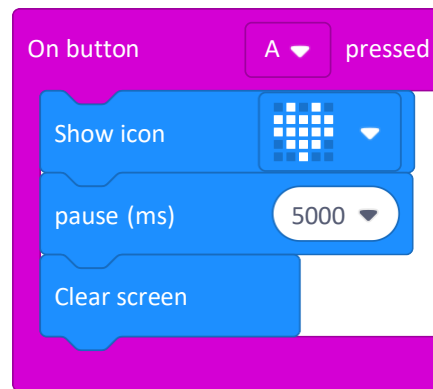 On button A pressed
Show icon
pause (ms) 5000
Clear screen